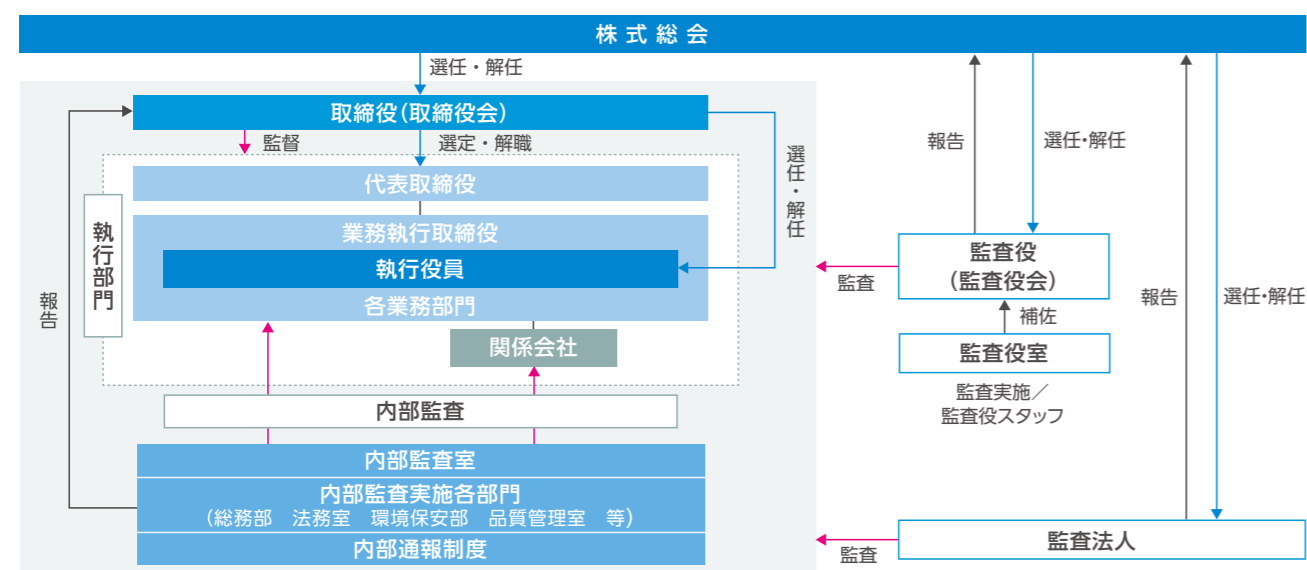 株式総会
選任・解任
取締役(取締役会)
監督
選定・解職
代表取締役
業務執行取締役
執行役員
各業務部門
関係会社
執行部門
選任・解任
報告
内部監査
内部監査室
内部監査実施各部門
(総務部 法務室 環境保安部 品質管理室 等)
内部通報制度
報告
選任・解任
監査役
(監査役会)
監査
補佐
監査役室
監査実施/
監査役スタッフ
報告
選任・解任
監査法人
監査